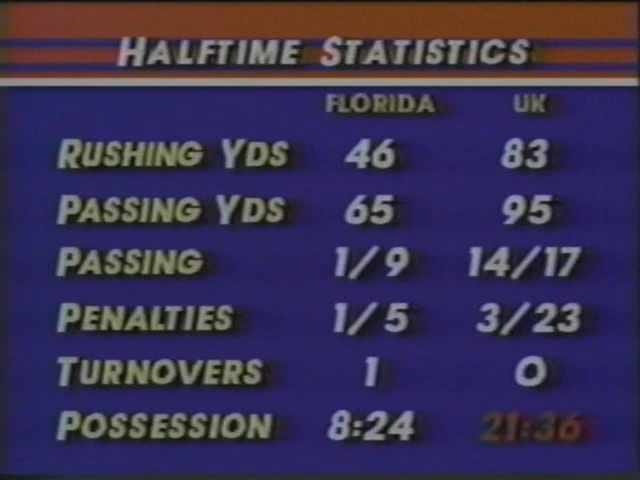 HALFTIME STATISTICS
FLORIDA UK
RUSHING YDS 46 83
PASSING YDS 65 95
PASSING 1/9 14/17
PENALTIES 1/5 3/23
TURNOVERS 1 0
POSSESSION 8:24 21:36